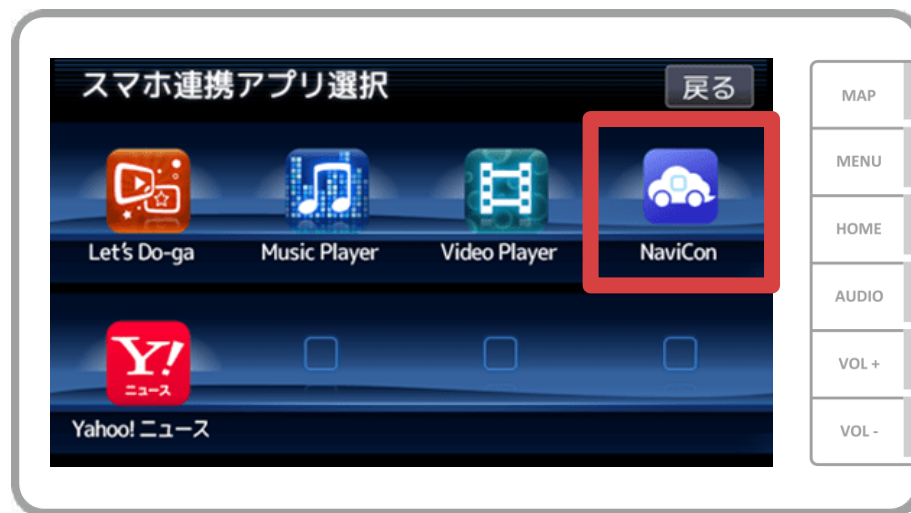 スマホ連携アプリ選択
戻る
Let's Do-ga
Music Player
Video Player
NaviCon
Y!
ニュース
Yahoo! ニュース
MAP
MENU
HOME
AUDIO
VOL +
VOL -